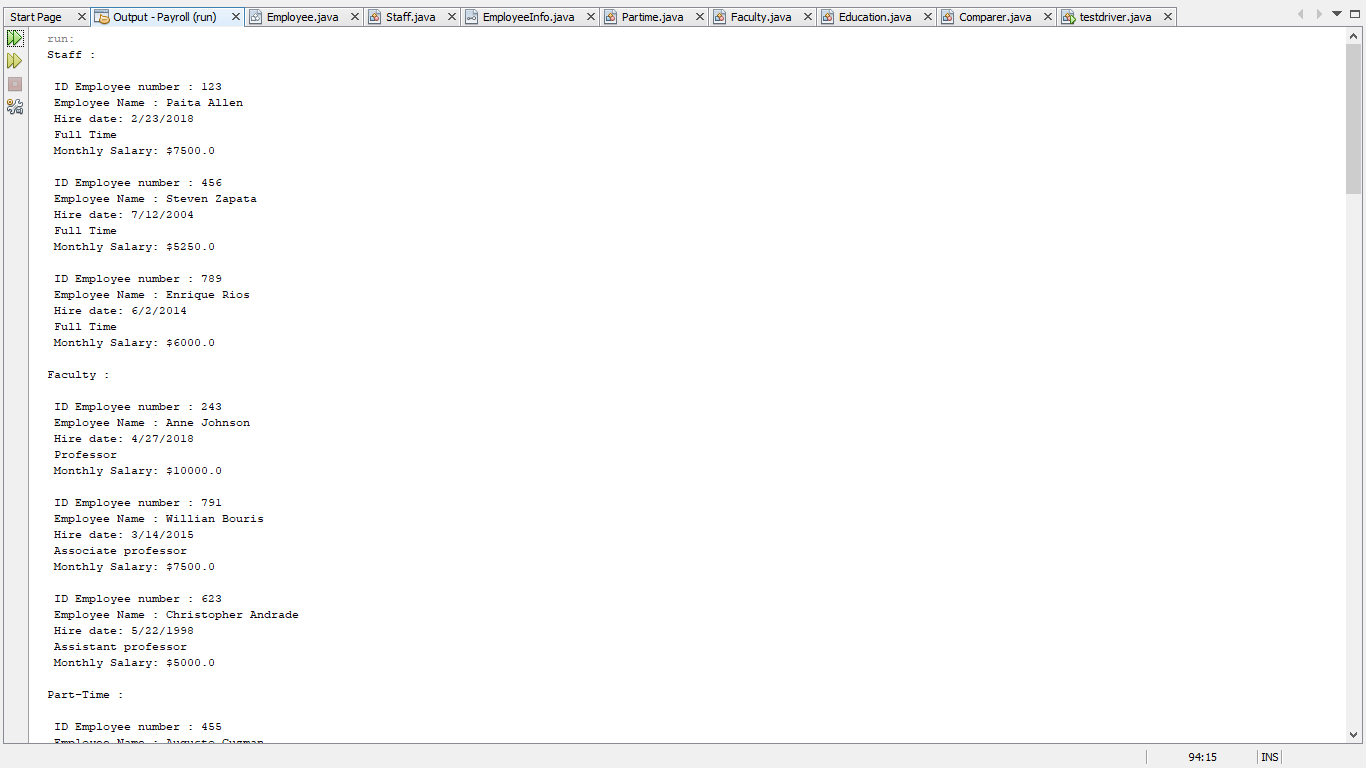 Start Page Output - Payroll (run) Employee.java Staff.java EmployeeInfo.java Partime.java Faculty.java Education.java Comparer.java testdriver.java
run:
Staff :
ID Employee number : 123
Employee Name : Paita Allen
Hire date: 2/23/2018
Full Time
Monthly Salary: $7500.0
ID Employee number : 456
Employee Name : Steven Zapata
Hire date: 7/12/2004
Full Time
Monthly Salary: $5250.0
ID Employee number : 789
Employee Name : Enrique Rios
Hire date: 6/2/2014
Full Time
Monthly Salary: $6000.0
Faculty :
ID Employee number : 243
Employee Name : Anne Johnson
Hire date: 4/27/2018
Professor
Monthly Salary: $10000.0
ID Employee number : 791
Employee Name : Willian Bouris
Hire date: 3/14/2015
Associate professor
Monthly Salary: $7500.0
ID Employee number : 623
Employee Name : Christopher Andrade
Hire date: 5/22/1998
Assistant professor
Monthly Salary: $5000.0
Part-Time :
ID Employee number : 455
Employee Name : Augusto Guzman
94:15 INS